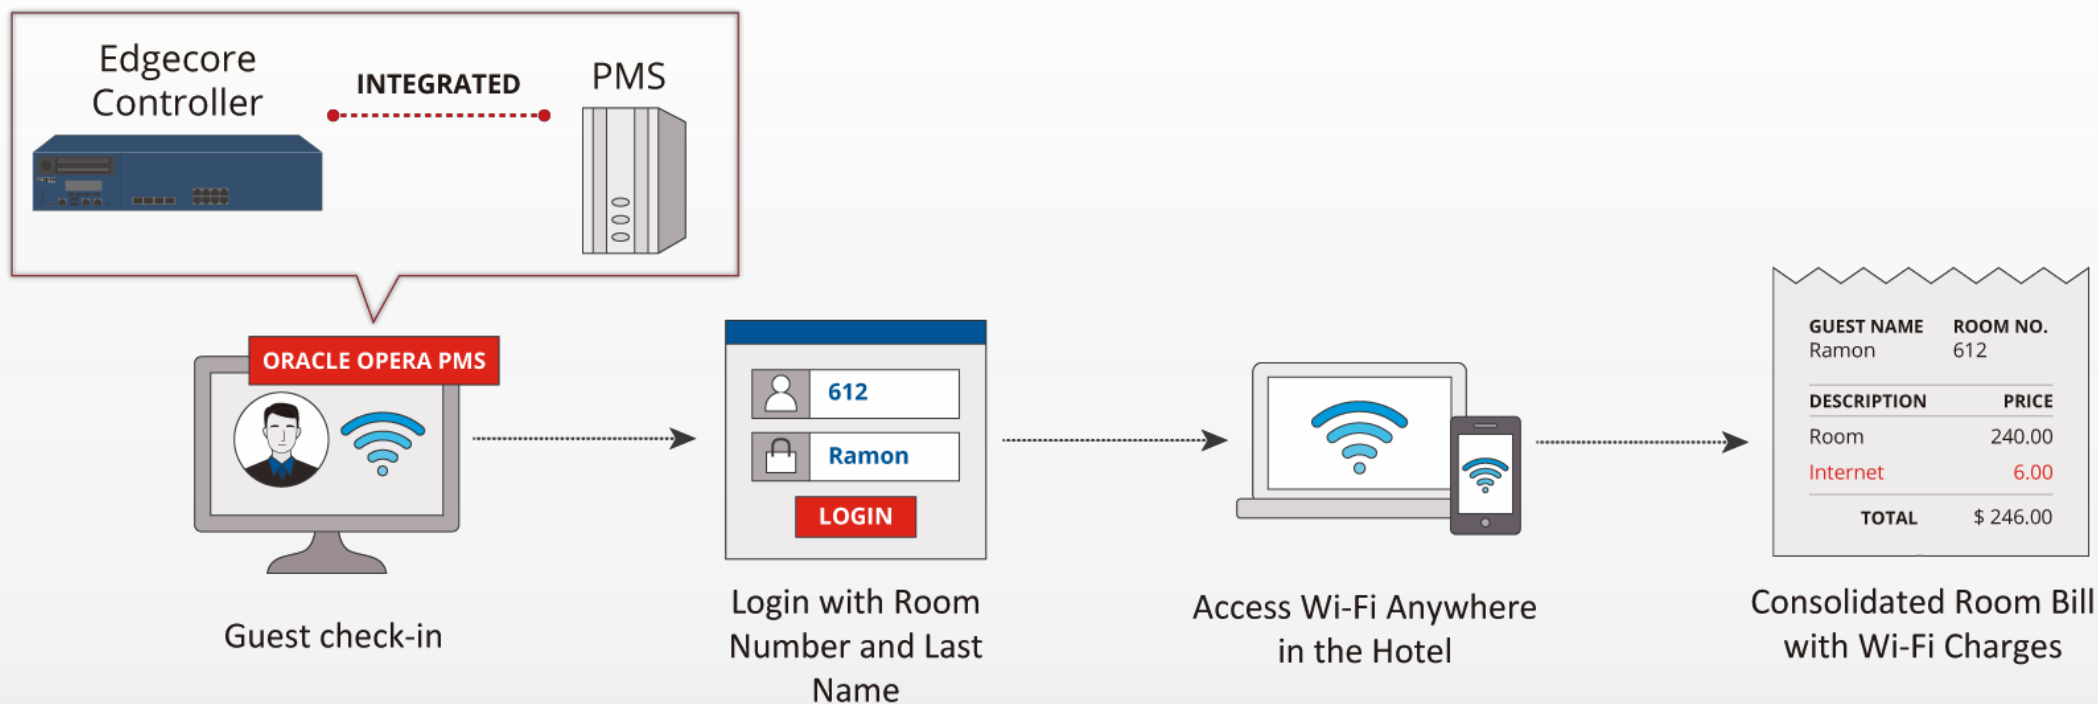 Edgecore
Controller
INTEGRATED
PMS
ORACLE OPERA PMS
Guest check-in
612
Ramon
LOGIN
Login with Room
Number and Last
Name
Access Wi-Fi Anywhere
in the Hotel
GUEST NAME ROOM NO.
Ramon 612
DESCRIPTION PRICE
Room 240.00
Internet 6.00
TOTAL $ 246.00
Consolidated Room Bill
with Wi-Fi Charges